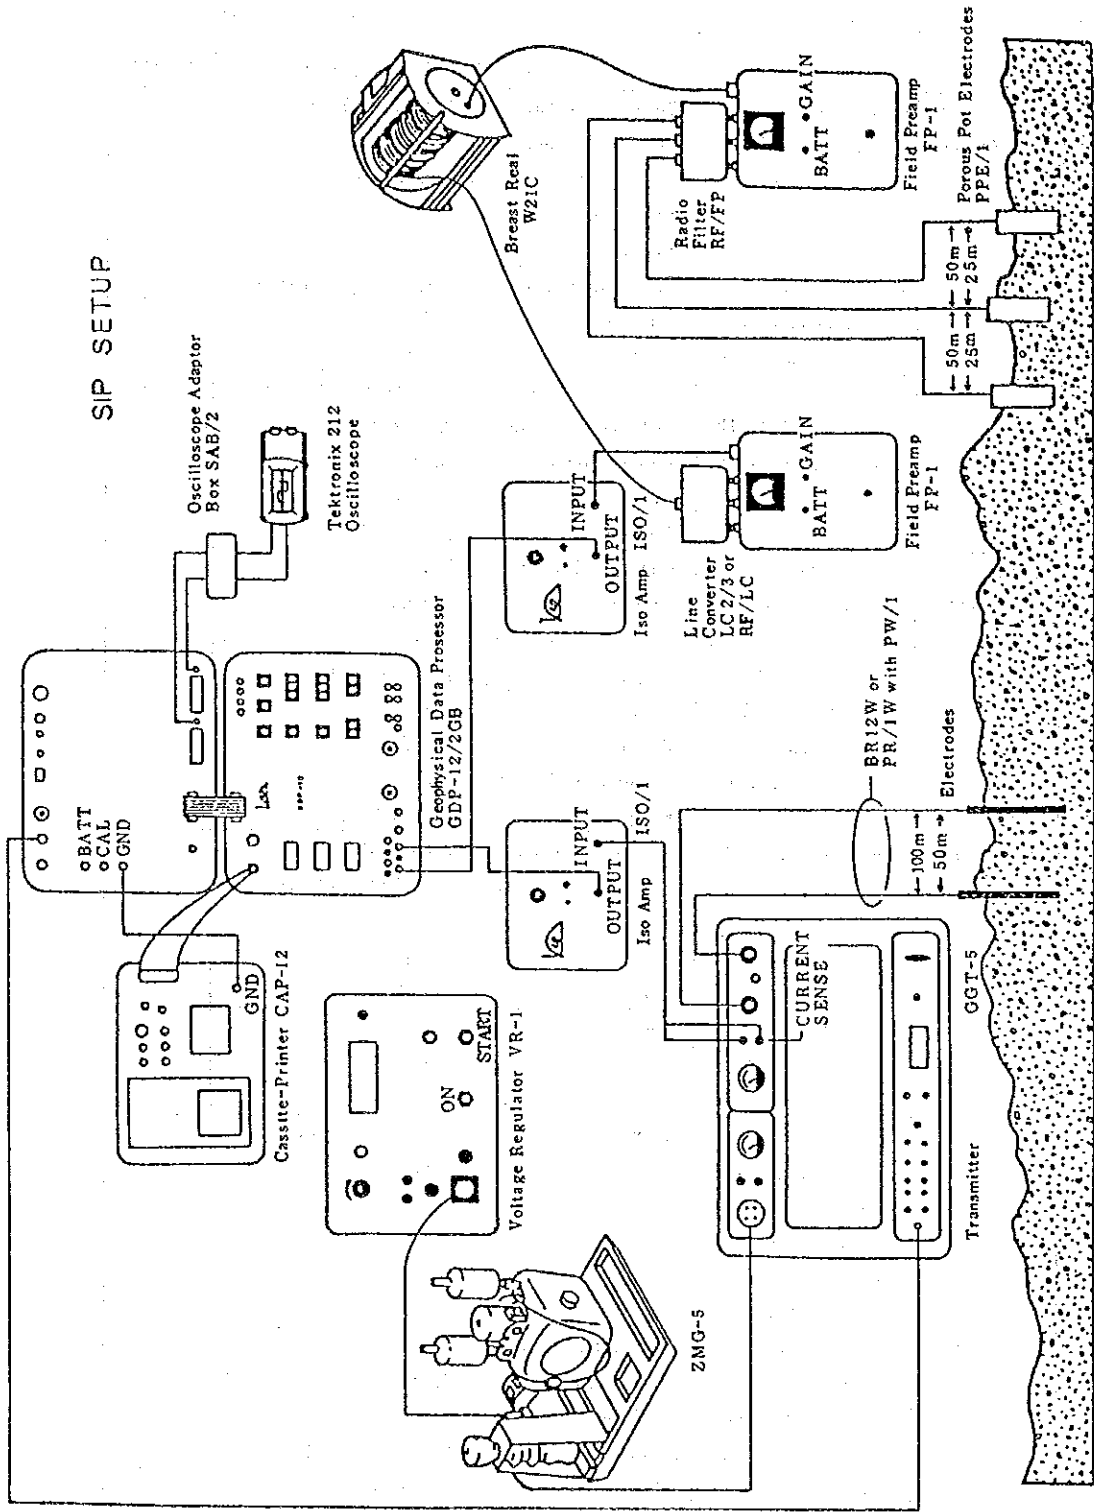 SIP SETUP
Oscilloscope Adaptor
Box SAB/2
Tektronix 212
Oscilloscope
BATT
CAL
GND
GND
Cassite-Printer CAP-12
Geophysical Data Prosessor
GDP-12/2GB
Breast Real
W21C
ON
START
Voltage Regulator VR-1
OUTPUT
INPUT
Iso Amp ISO/1
OUTPUT
INPUT
Iso Amp ISO/1
Line
Converter
LC 2/3 or
RF/LC
BATT
GAIN
Field Preamp
FP-1
Radio
Filter
RF/FP
BATT
GAIN
Field Preamp
FP-1
ZMG-5
CURRENT
SENSE
Transmitter
GGT-5
BR12W or
PR/1W with PW/1
Electrodes
100m
50m
Porous Pot Electrodes
PPE/1
50m
50m
25m
25m